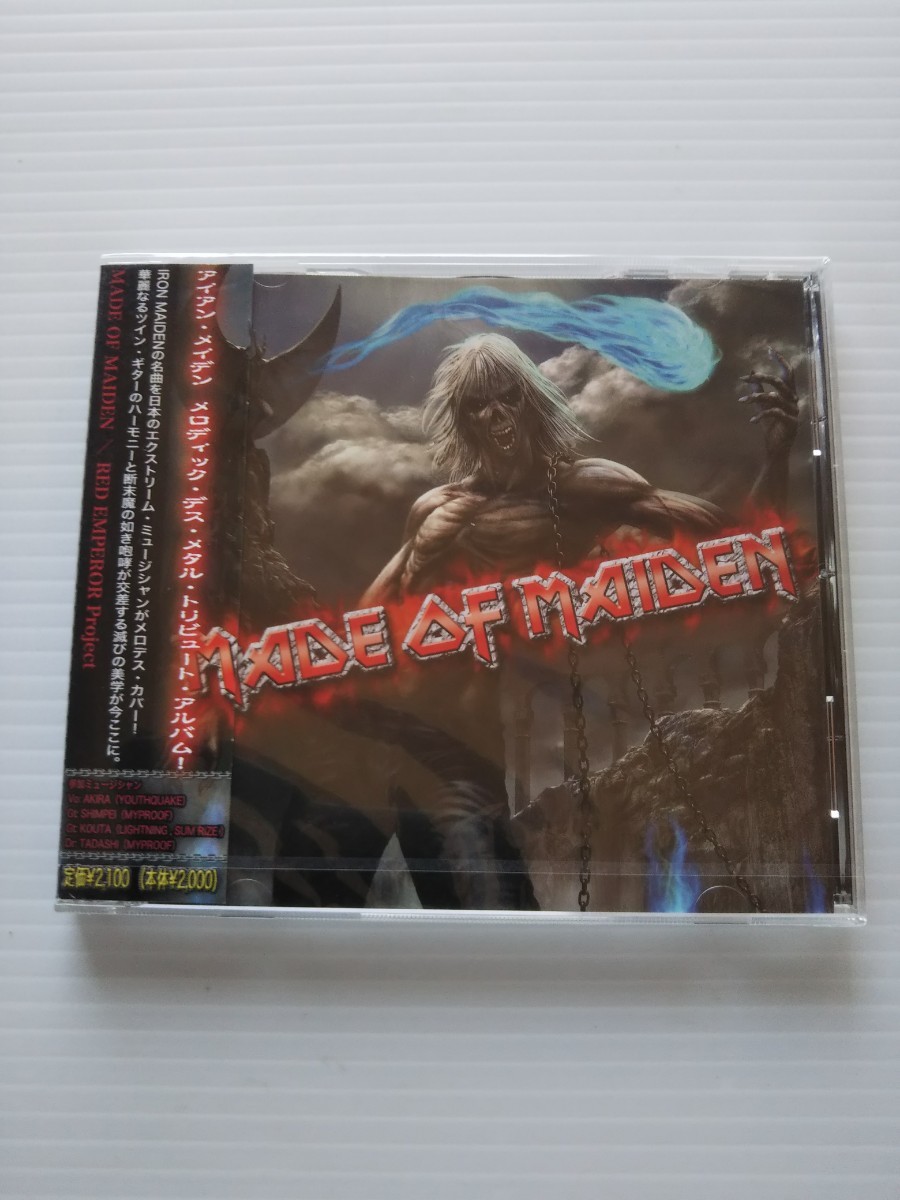 アイアン・メイデン メロディック・デス・メタル・トリビュート・アルバム!
IRON MAIDENの名曲を日本のエクストリーム・ミュージシャンがメロデス・カバー!
華麗なるツイン・ギターのハーモニーと断末魔の如き咆哮が交差する滅びの美学が今ここに。
MADE OF MAIDEN / RED EMPEROR Project
参加ミュージシャン
Vo: AKIRA (YOUTHQUAKE)
Gt: SHIMPEI (MYPROOF)
Gt: KOUTA (LIGHTNING, SUM RIZE)
Dr: TADASHI (MYPROOF)
定価¥2,100 (本体¥2,000)
MADE OF MAIDEN